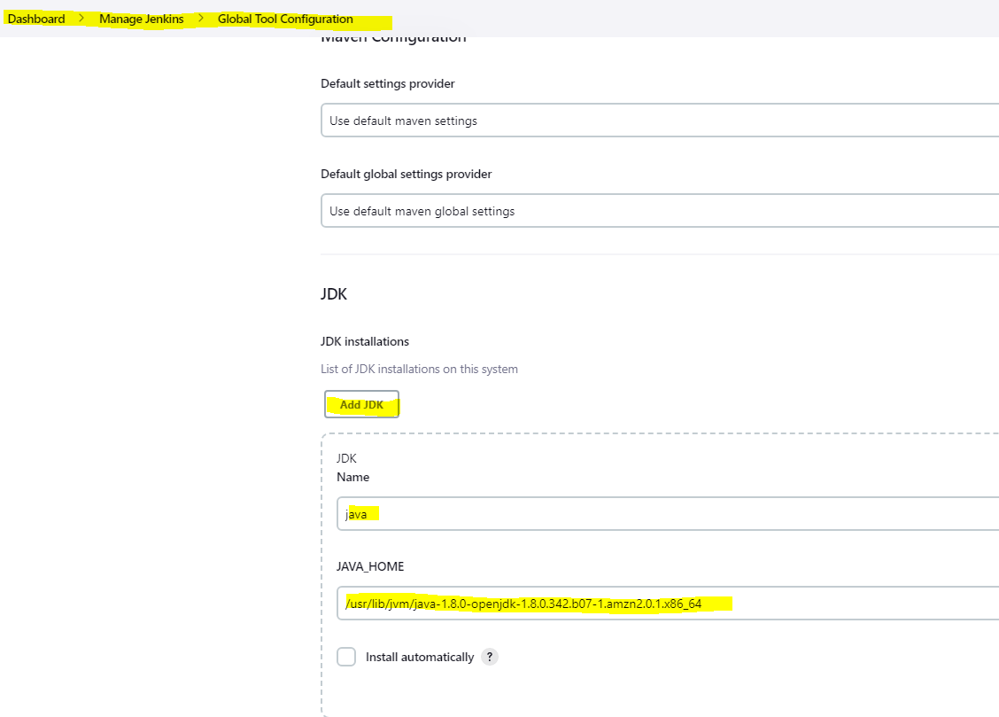 Dashboard > Manage Jenkins > Global Tool Configuration
Maven Configuration
Default settings provider
Use default maven settings
Default global settings provider
Use default maven global settings
JDK
JDK installations
List of JDK installations on this system
Add JDK
JDK
Name
java
JAVA_HOME
/usr/lib/jvm/java-1.8.0-openjdk-1.8.0.342.b07-1.amzn2.0.1.x86_64
Install automatically ?